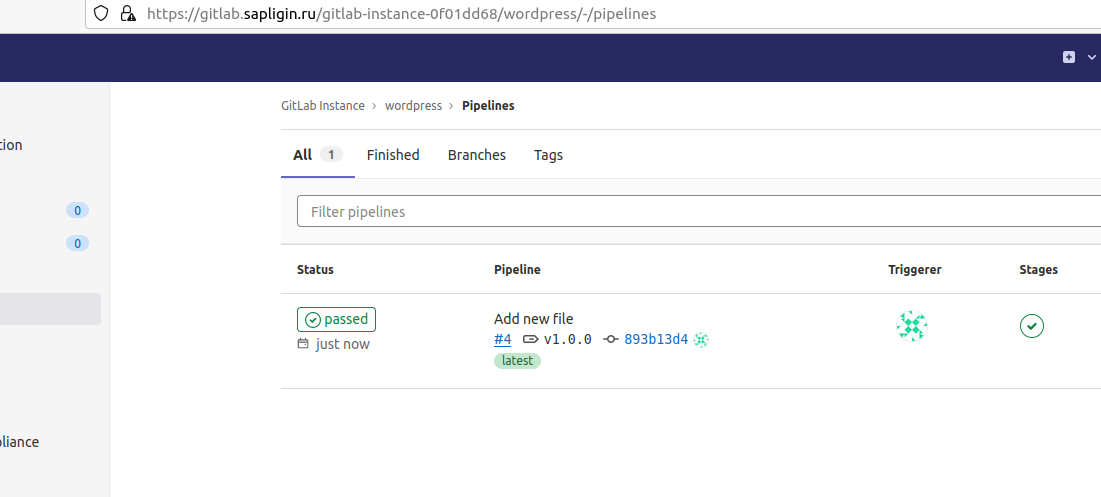 https://gitlab.sapligin.ru/gitlab-instance-0f01dd68/wordpress/-/pipelines
GitLab Instance > wordpress > Pipelines
tion
0
0
pliance
All 1 Finished Branches Tags
Filter pipelines
Status Pipeline Triggerer Stages
passed
just now
Add new file
#4 v1.0.0 893b13d4
latest